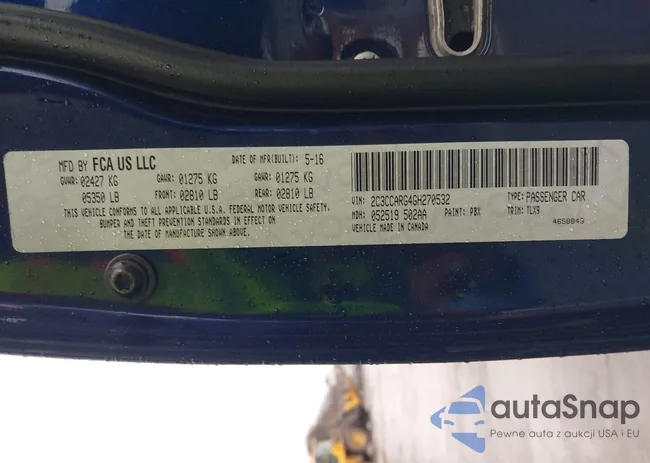 MFD BY FCA US LLC DATE OF MFR(BUILT): 5-16
GVWR: 02427 KG GAWR: 01275 KG GAWR: 01275 KG
05350 LB FRONT: 02810 LB REAR: 02810 LB
THIS VEHICLE CONFORMS TO ALL APPLICABLE U.S.A. FEDERAL MOTOR VEHICLE SAFETY,
BUMPER AND THEFT PREVENTION STANDARDS IN EFFECT ON
THE DATE OF MANUFACTURE SHOWN ABOVE.
VIN: 2C3CCARG4GH270532 TYPE: PASSENGER CAR
MDH: 052519 502AA PAINT: PBX TRIM: TLX9
VEHICLE MADE IN CANADA 4658843
autaSnap
Pewne auta z aukcji USA i EU